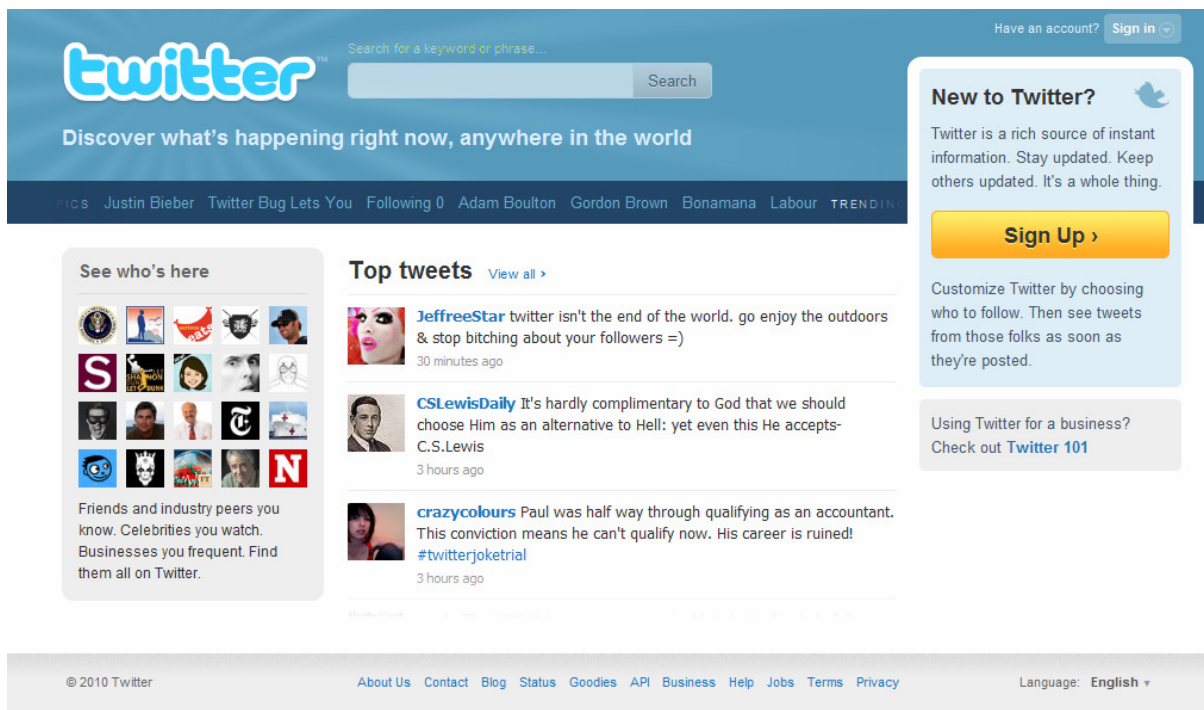 Have an account? Sign in
twitter™
Search for a keyword or phrase...
Search
Discover what's happening right now, anywhere in the world
PICS Justin Bieber Twitter Bug Lets You Following 0 Adam Boulton Gordon Brown Bonamana Labour TRENDING
See who's here
S
SHANNON
LET DUNK
eats
T
FT
N
Friends and industry peers you
know. Celebrities you watch.
Businesses you frequent. Find
them all on Twitter.
Top tweets View all ›
JeffreeStar twitter isn't the end of the world. go enjoy the outdoors
& stop bitching about your followers =)
30 minutes ago
CSLewisDaily It's hardly complimentary to God that we should
choose Him as an alternative to Hell: yet even this He accepts-
C.S.Lewis
3 hours ago
crazycolours Paul was half way through qualifying as an accountant.
This conviction means he can't qualify now. His career is ruined!
#twitterjoketrial
3 hours ago
New to Twitter?
Twitter is a rich source of instant
information. Stay updated. Keep
others updated. It's a whole thing.
Sign Up ›
Customize Twitter by choosing
who to follow. Then see tweets
from those folks as soon as
they're posted.
Using Twitter for a business?
Check out Twitter 101
© 2010 Twitter
About Us Contact Blog Status Goodies API Business Help Jobs Terms Privacy
Language: English